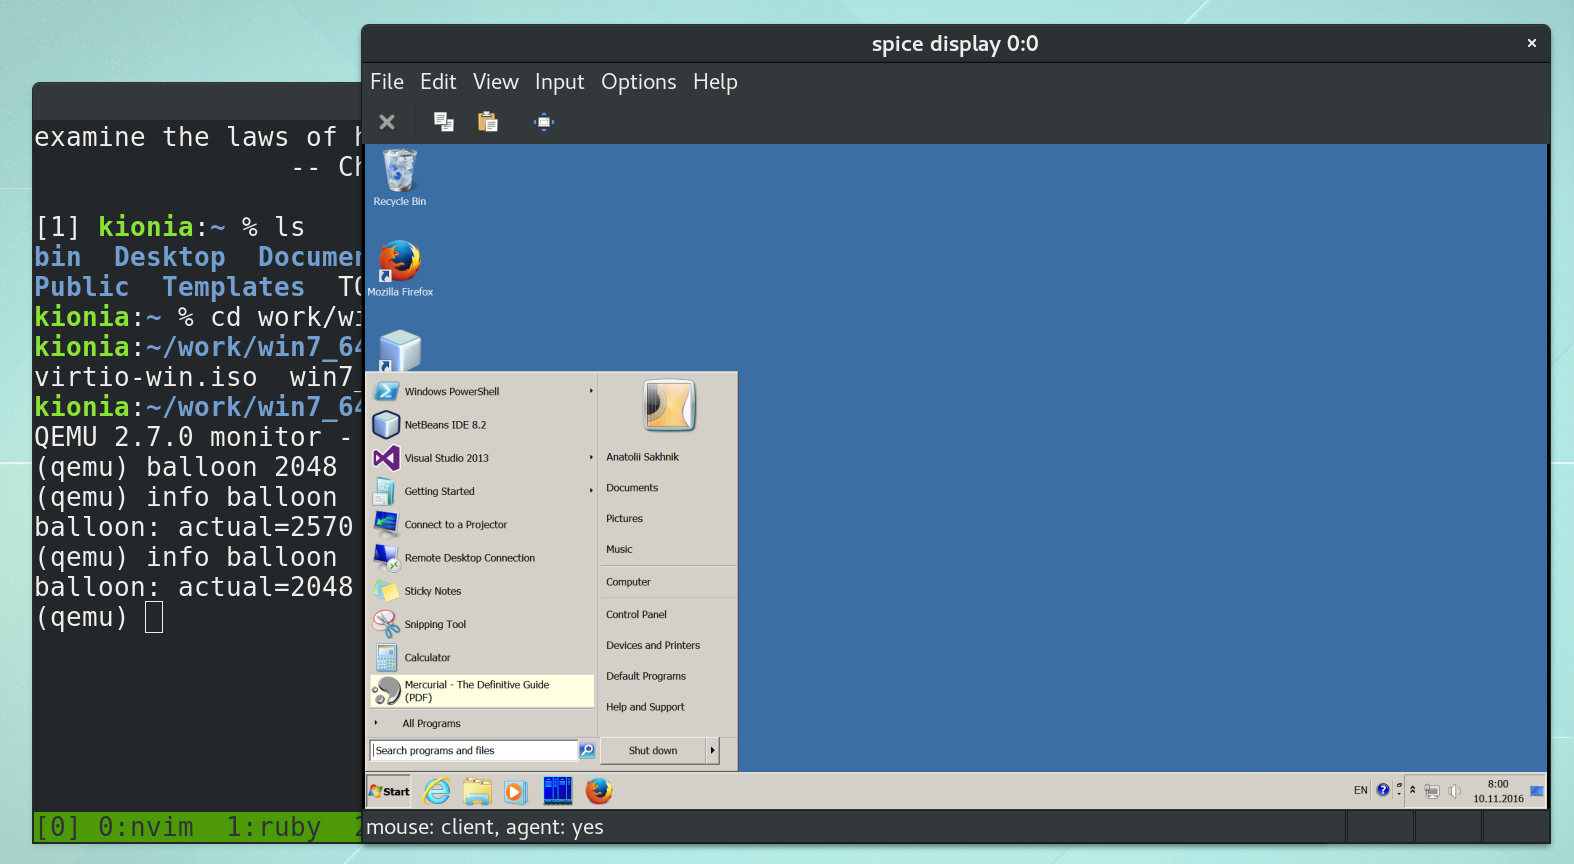 spice display 0:0
File Edit View Input Options Help
examine the laws of
-- Ch
[1] kionia:~ % ls
bin Desktop Documen
Public Templates TO
kionia:~ % cd work/wi
kionia:~/work/win7_64
virtio-win.iso win7_
kionia:~/work/win7_64
QEMU 2.7.0 monitor -
(qemu) balloon 2048
(qemu) info balloon
balloon: actual=2570
(qemu) info balloon
balloon: actual=2048
(qemu)
[0] 0:nvim 1:ruby 2
Recycle Bin
Mozilla Firefox
Windows PowerShell
NetBeans IDE 8.2
Visual Studio 2013
Getting Started
Connect to a Projector
Remote Desktop Connection
Sticky Notes
Snipping Tool
Calculator
Mercurial - The Definitive Guide
(PDF)
All Programs
Search programs and files
Anatolii Sakhnik
Documents
Pictures
Music
Computer
Control Panel
Devices and Printers
Default Programs
Help and Support
Shut down
Start
EN
8:00
10.11.2016
mouse: client, agent: yes